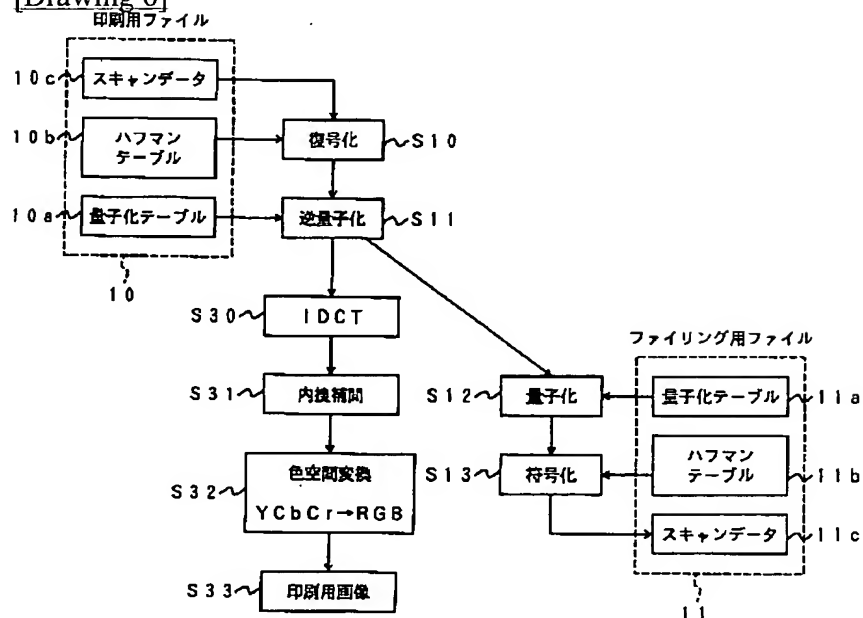 [Drawing 6]
印刷用ファイル
10c
スキャンデータ
10b
ハフマン
テーブル
復号化
S10
10a
量子化テーブル
逆量子化
S11
10
S30
IDCT
ファイリング用ファイル
S31
内挿補間
S12
量子化
量子化テーブル
11a
S32
色空間変換
YCbCr→RGB
S13
符号化
ハフマン
テーブル
11b
スキャンデータ
11c
S33
印刷用画像
11